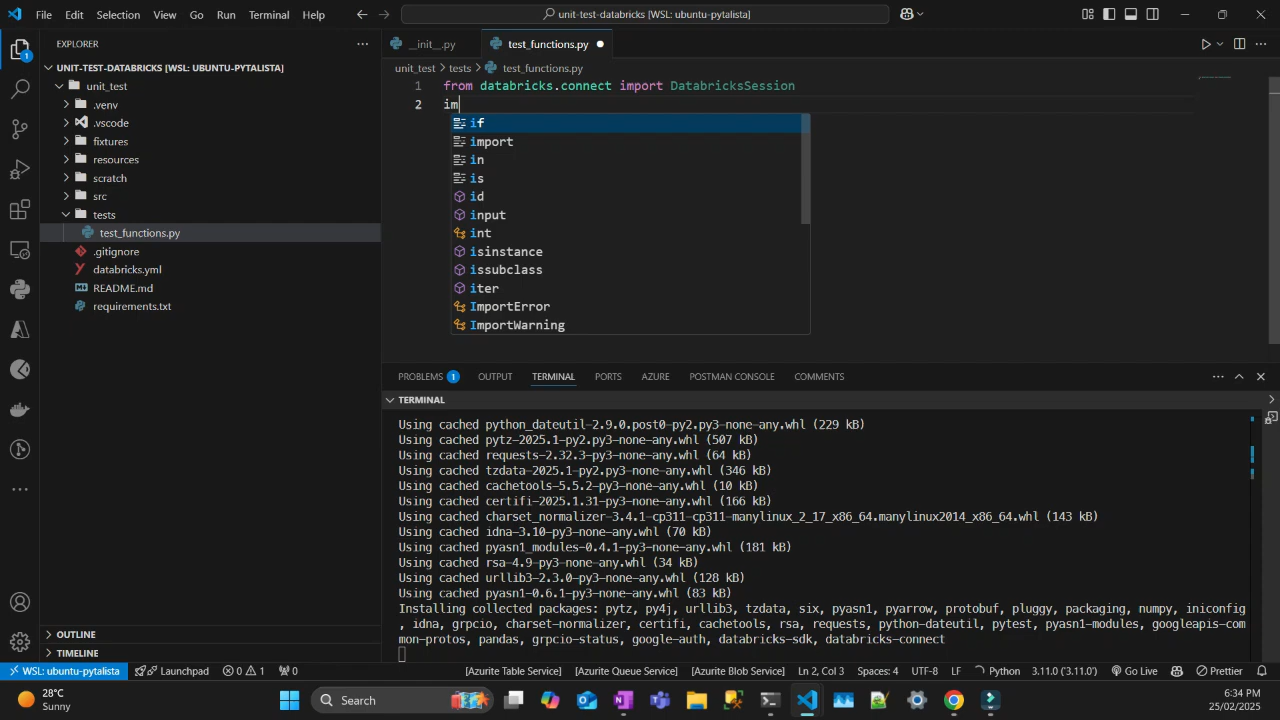 File Edit Selection View Go Run Terminal Help
unit-test-databricks [WSL: ubuntu-pytalista]
EXPLORER
UNIT-TEST-DATABRICKS [WSL: UBUNTU-PYTALISTA]
unit_test
.venv
.vscode
fixtures
resources
scratch
src
tests
test_functions.py
.gitignore
databricks.yml
README.md
requirements.txt
OUTLINE
TIMELINE
__init__.py
test_functions.py
unit_test > tests > test_functions.py
1 from databricks.connect import DatabricksSession
2 im
if
import
in
is
id
input
int
isinstance
issubclass
iter
ImportError
ImportWarning
PROBLEMS 1 OUTPUT TERMINAL PORTS AZURE POSTMAN CONSOLE COMMENTS
TERMINAL
Using cached python_dateutil-2.9.0.post0-py2.py3-none-any.whl (229 kB)
Using cached pytz-2025.1-py2.py3-none-any.whl (507 kB)
Using cached requests-2.32.3-py3-none-any.whl (64 kB)
Using cached tzdata-2025.1-py2.py3-none-any.whl (346 kB)
Using cached cachetools-5.5.2-py3-none-any.whl (10 kB)
Using cached certifi-2025.1.31-py3-none-any.whl (166 kB)
Using cached charset_normalizer-3.4.1-cp311-cp311-manylinux_2_17_x86_64.manylinux2014_x86_64.whl (143 kB)
Using cached idna-3.10-py3-none-any.whl (70 kB)
Using cached pyasn1_modules-0.4.1-py3-none-any.whl (181 kB)
Using cached rsa-4.9-py3-none-any.whl (34 kB)
Using cached urllib3-2.3.0-py3-none-any.whl (128 kB)
Using cached pyasn1-0.6.1-py3-none-any.whl (83 kB)
Installing collected packages: pytz, py4j, urllib3, tzdata, six, pyasn1, pyarrow, protobuf, pluggy, packaging, numpy, iniconfig
, idna, grpcio, charset-normalizer, certifi, cachetools, rsa, requests, python-dateutil, pytest, pyasn1-modules, googleapis-com
mon-protos, pandas, grpcio-status, google-auth, databricks-sdk, databricks-connect
WSL: ubuntu-pytalista Launchpad 0 1 0 [Azurite Table Service] [Azurite Queue Service] [Azurite Blob Service] Ln 2, Col 3 Spaces: 4 UTF-8 LF Python 3.11.0 ('3.11.0') Go Live Prettier
28°C
Sunny
Search
6:34 PM
25/02/2025